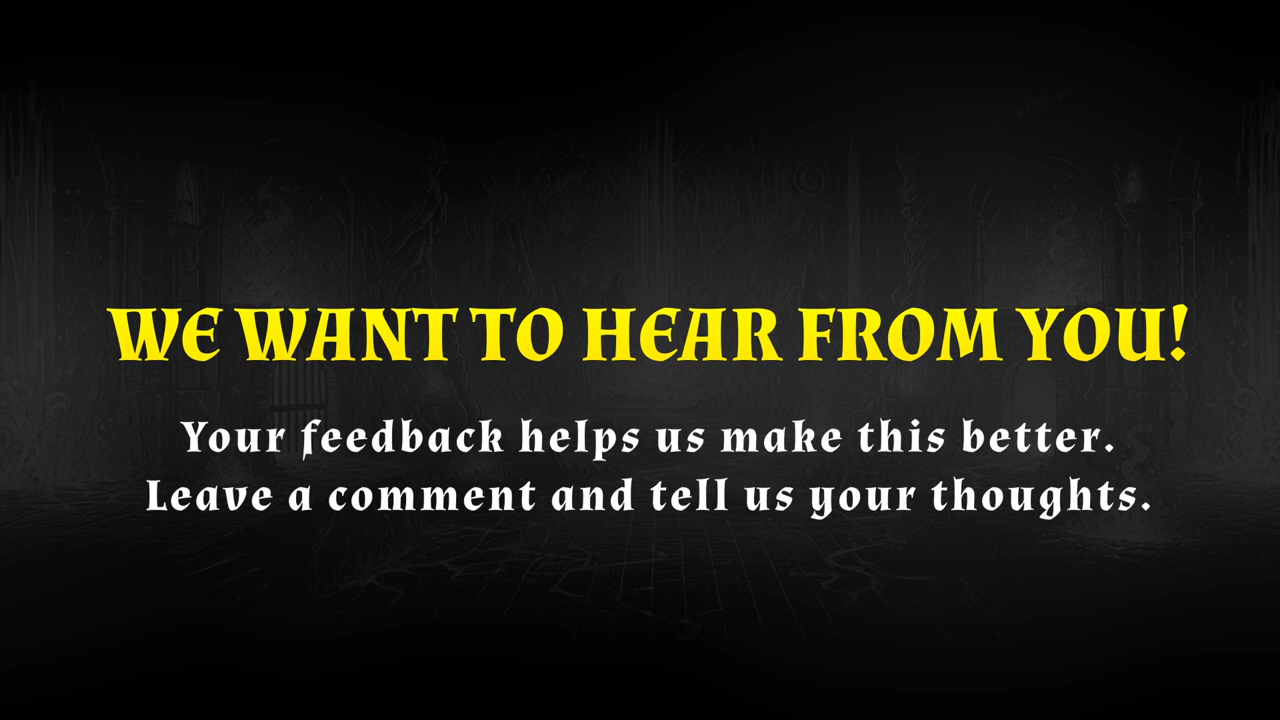 WE WANT TO HEAR FROM YOU!
Your feedback helps us make this better.
Leave a comment and tell us your thoughts.